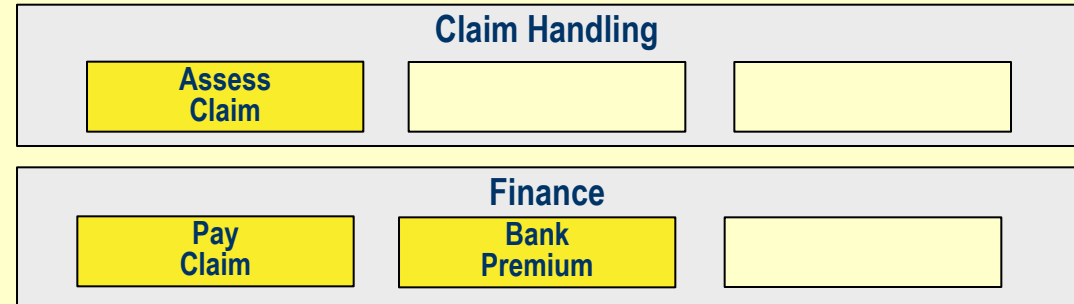 Claim Handling
Assess
Claim
Finance
Pay
Claim
Bank
Premium